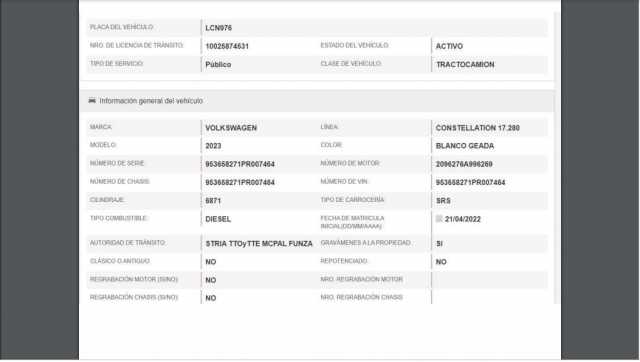 PLACA DEL VEHÍCULO: LCN976
NRO. DE LICENCIA DE TRÁNSITO: 10025874531 ESTADO DEL VEHÍCULO: ACTIVO
TIPO DE SERVICIO: Público CLASE DE VEHÍCULO: TRACTOCAMION
Información general del vehículo
MARCA: VOLKSWAGEN LÍNEA: CONSTELLATION 17.280
MODELO: 2023 COLOR: BLANCO GEADA
NÚMERO DE SERIE: 953658271PR007464 NÚMERO DE MOTOR: 2096276A996269
NÚMERO DE CHASIS: 953658271PR007464 NÚMERO DE VIN: 953658271PR007464
CILINDRAJE: 6871 TIPO DE CARROCERÍA: SRS
TIPO COMBUSTIBLE: DIESEL FECHA DE MATRICULA INICIAL(DD/MM/AAAA): 21/04/2022
AUTORIDAD DE TRÁNSITO: STRIA TTOyTTE MCPAL FUNZA GRAVÁMENES A LA PROPIEDAD: SI
CLÁSICO O ANTIGUO: NO REPOTENCIADO: NO
REGRABACIÓN MOTOR (SI/NO): NO NRO. REGRABACIÓN MOTOR
REGRABACIÓN CHASIS (SI/NO): NO NRO. REGRABACIÓN CHASIS